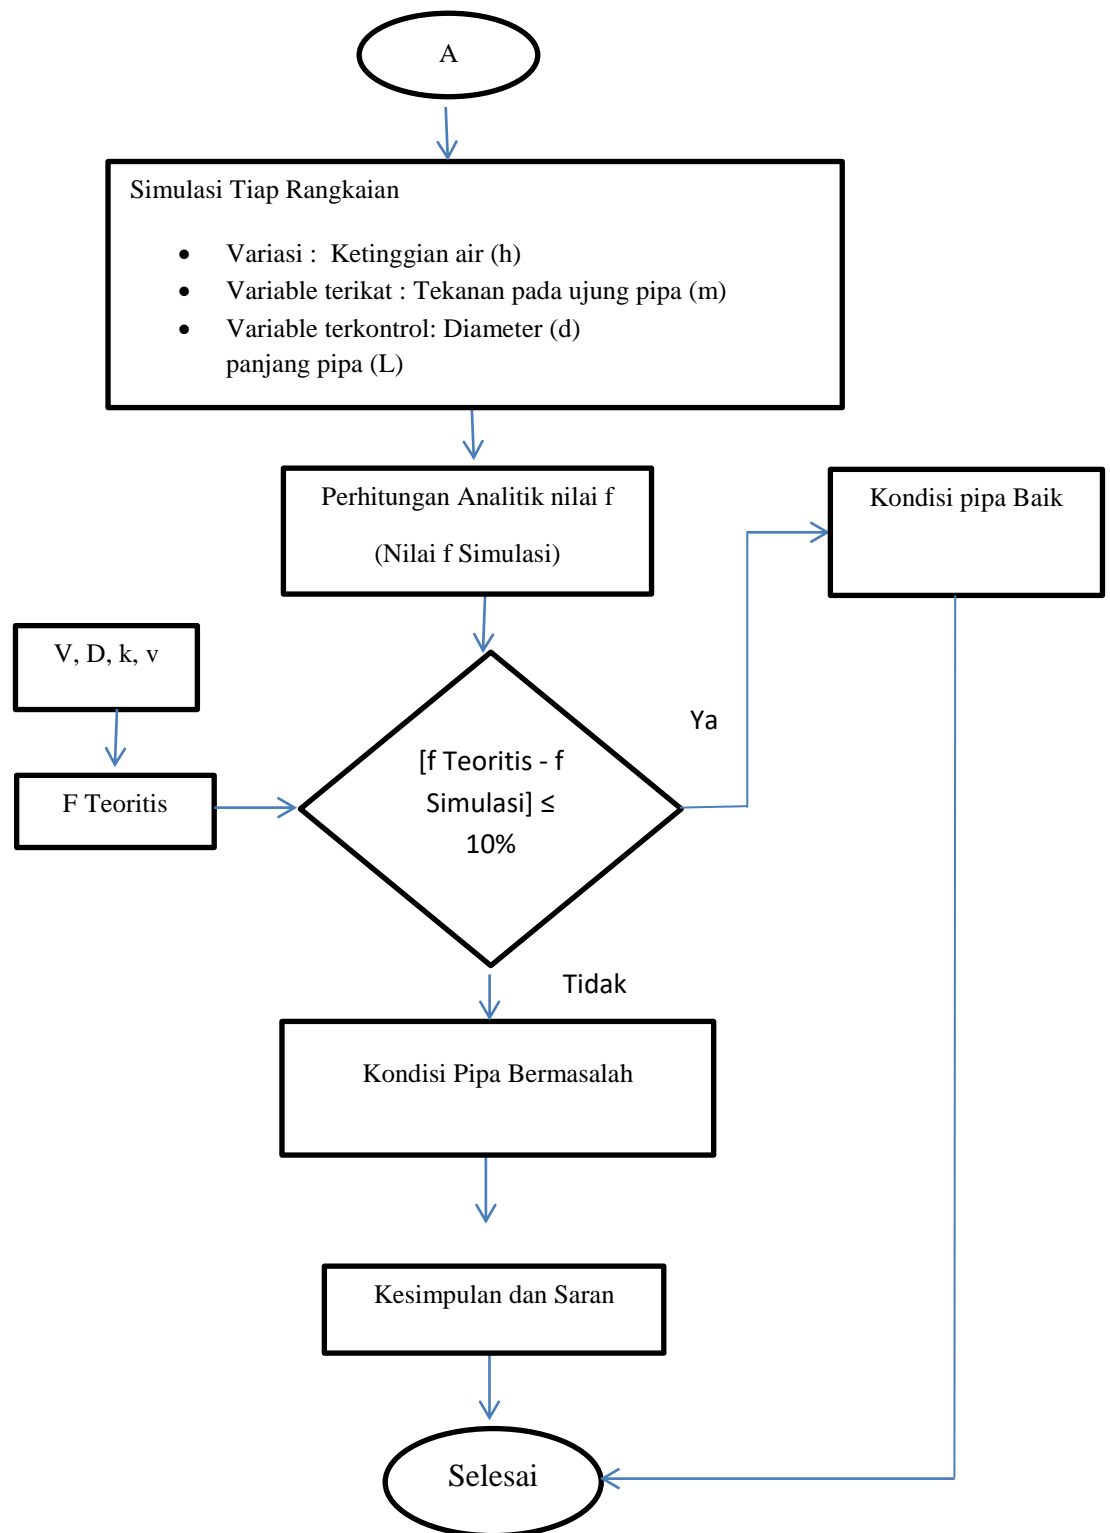 A
Simulasi Tiap Rangkaian
• Variasi : Ketinggian air (h)
• Variable terikat : Tekanan pada ujung pipa (m)
• Variable terkontrol: Diameter (d)
panjang pipa (L)
Perhitungan Analitik nilai f
(Nilai f Simulasi)
Kondisi pipa Baik
V, D, k, v
F Teoritis
[f Teoritis - f
Simulasi] ≤
10%
Ya
Tidak
Kondisi Pipa Bermasalah
Kesimpulan dan Saran
Selesai